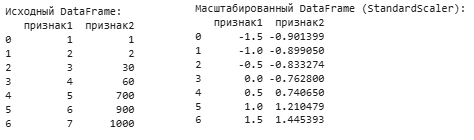 Исходный DataFrame:
признак1 признак2
0 1 1
1 2 2
2 3 30
3 4 60
4 5 700
5 6 900
6 7 1000
Масштабированный DataFrame (StandardScaler):
признак1 признак2
0 -1.5 -0.901399
1 -1.0 -0.899050
2 -0.5 -0.833274
3 0.0 -0.762800
4 0.5 0.740650
5 1.0 1.210479
6 1.5 1.445393